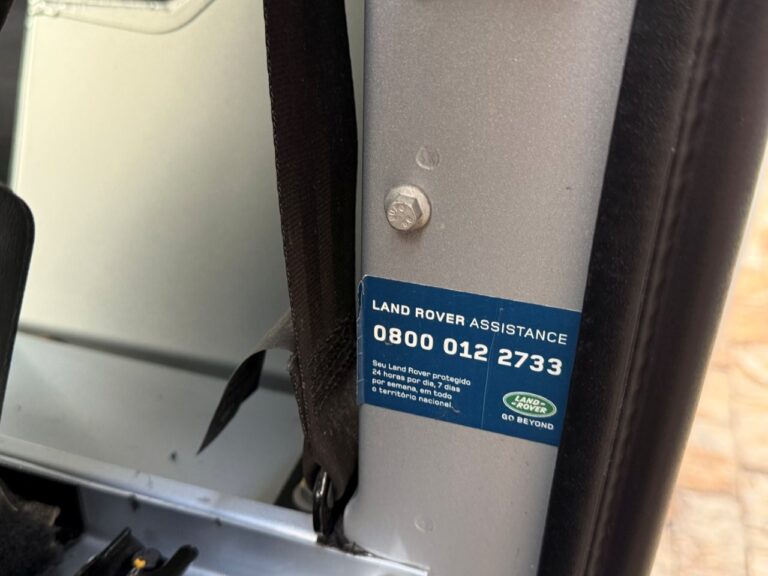 LAND ROVER ASSISTANCE
0800 012 2733
Seu Land Rover protegido
24 horas por dia, 7 dias
por semana, em todo
o território nacional.
LAND-
-ROVER
GO BEYOND